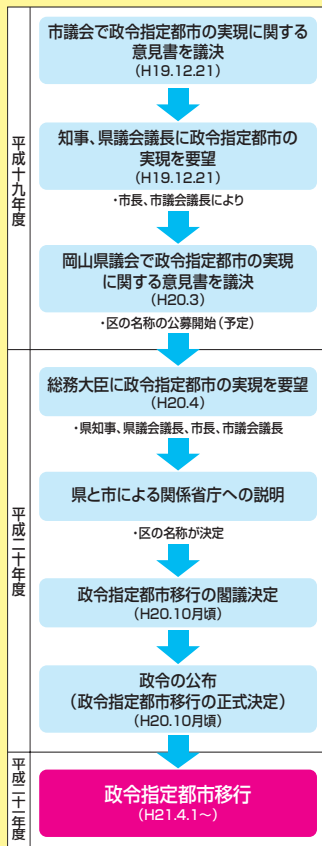 平成十九年度
市議会で政令指定都市の実現に関する
意見書を議決
(H19.12.21)
知事、県議会議長に政令指定都市の
実現を要望
(H19.12.21)
・市長、市議会議長により
岡山県議会で政令指定都市の実現
に関する意見書を議決
(H20.3)
・区の名称の公募開始(予定)
平成二十年度
総務大臣に政令指定都市の実現を要望
(H20.4)
・県知事、県議会議長、市長、市議会議長
県と市による関係省庁への説明
・区の名称が決定
政令指定都市移行の閣議決定
(H20.10月頃)
政令の公布
(政令指定都市移行の正式決定)
(H20.10月頃)
平成二十一年度
政令指定都市移行
(H21.4.1~)